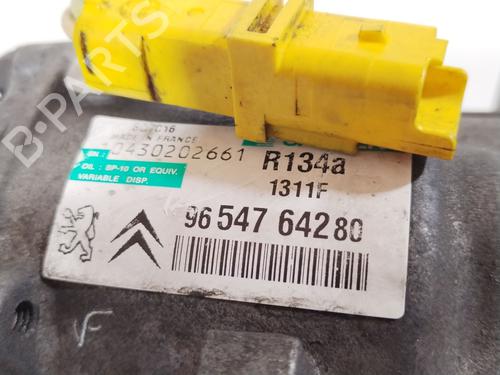 MADE IN FRANCE
SN: 0430202661
R134a
OIL: SP-10 OR EQUIV.
VARIABLE DISP.
1311F
96 547 642 80
VF
B-PARTS